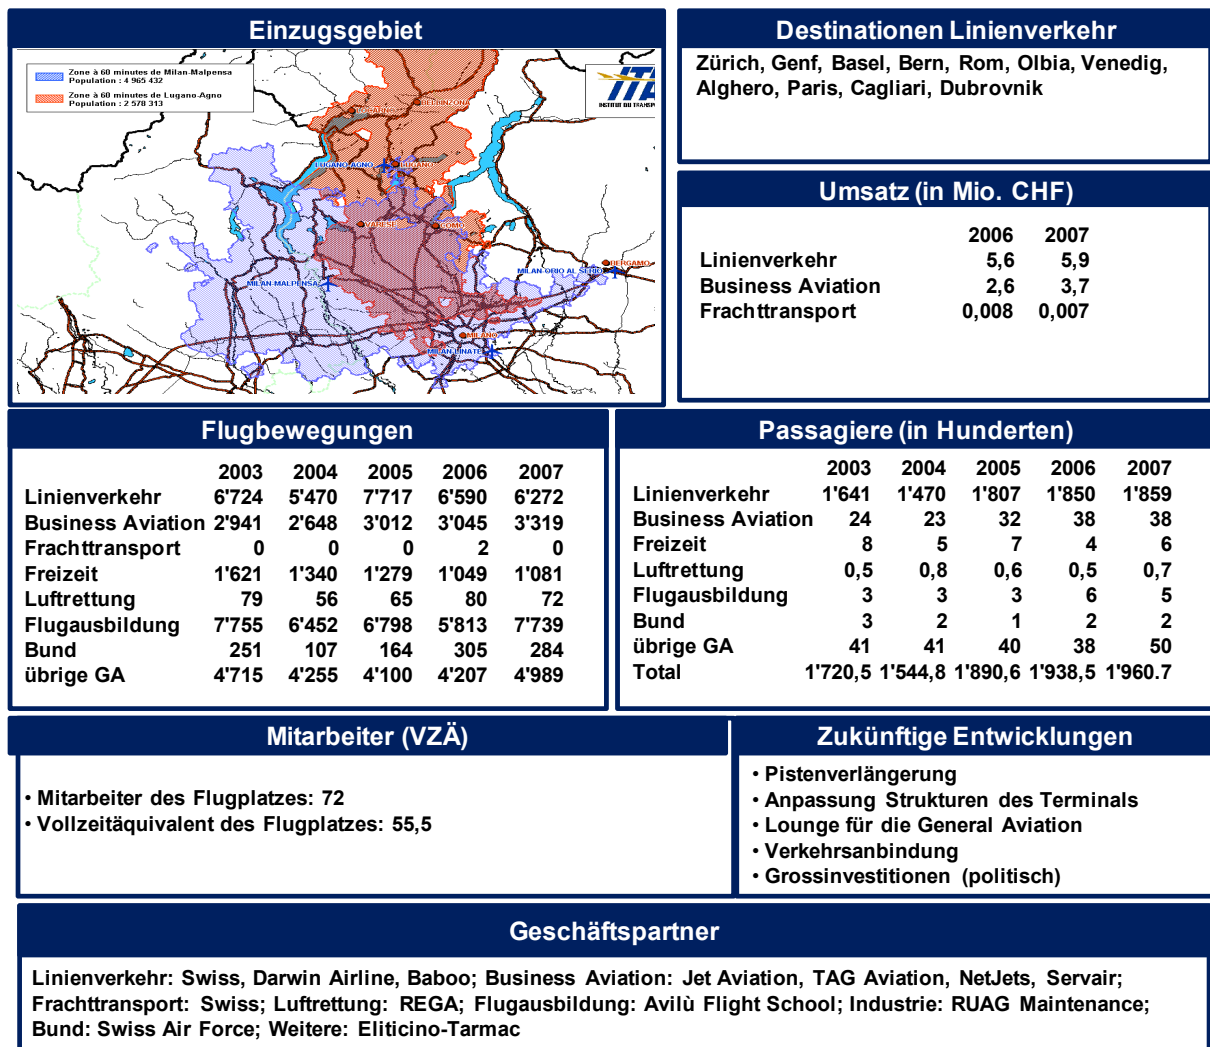 Einzugsgebiet
Zone à 60 minutes de Milan-Malpensa
Population : 4 965 432
Zone à 60 minutes de Lugano-Agno
Population : 2 578 313
ITA
INSTITUT DU TRANSP
LOCARNO
BELLINZONA
LUGANO-AGNO
LUGANO
VARESE
COMO
BERGAMO
MILAN-ORIO AL SERIO
MILAN-MALPENSA
MILANO
MILAN-LINATE
Destinationen Linienverkehr
Zürich, Genf, Basel, Bern, Rom, Olbia, Venedig,
Alghero, Paris, Cagliari, Dubrovnik
Umsatz (in Mio. CHF)
2006 2007
Linienverkehr 5,6 5,9
Business Aviation 2,6 3,7
Frachttransport 0,008 0,007
Flugbewegungen
2003 2004 2005 2006 2007
Linienverkehr 6'724 5'470 7'717 6'590 6'272
Business Aviation 2'941 2'648 3'012 3'045 3'319
Frachttransport 0 0 0 2 0
Freizeit 1'621 1'340 1'279 1'049 1'081
Luftrettung 79 56 65 80 72
Flugausbildung 7'755 6'452 6'798 5'813 7'739
Bund 251 107 164 305 284
übrige GA 4'715 4'255 4'100 4'207 4'989
Passagiere (in Hunderten)
2003 2004 2005 2006 2007
Linienverkehr 1'641 1'470 1'807 1'850 1'859
Business Aviation 24 23 32 38 38
Freizeit 8 5 7 4 6
Luftrettung 0,5 0,8 0,6 0,5 0,7
Flugausbildung 3 3 3 6 5
Bund 3 2 1 2 2
übrige GA 41 41 40 38 50
Total 1'720,5 1'544,8 1'890,6 1'938,5 1'960.7
Mitarbeiter (VZÄ)
• Mitarbeiter des Flugplatzes: 72
• Vollzeitäquivalent des Flugplatzes: 55,5
Zukünftige Entwicklungen
• Pistenverlängerung
• Anpassung Strukturen des Terminals
• Lounge für die General Aviation
• Verkehrsanbindung
• Grossinvestitionen (politisch)
Geschäftspartner
Linienverkehr: Swiss, Darwin Airline, Baboo; Business Aviation: Jet Aviation, TAG Aviation, NetJets, Servair;
Frachttransport: Swiss; Luftrettung: REGA; Flugausbildung: Avilù Flight School; Industrie: RUAG Maintenance;
Bund: Swiss Air Force; Weitere: Eliticino-Tarmac